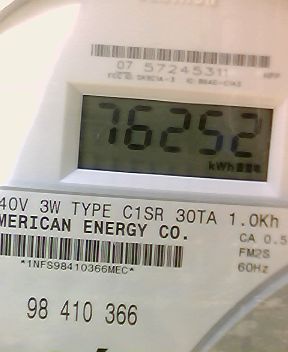 07 57245311
76252
kWh
40V 3W TYPE C1SR 30TA 1.0Kh
MERICAN ENERGY CO.
CA 0.5
FM2S
*1NFS98410366MEC*
60Hz
98 410 366